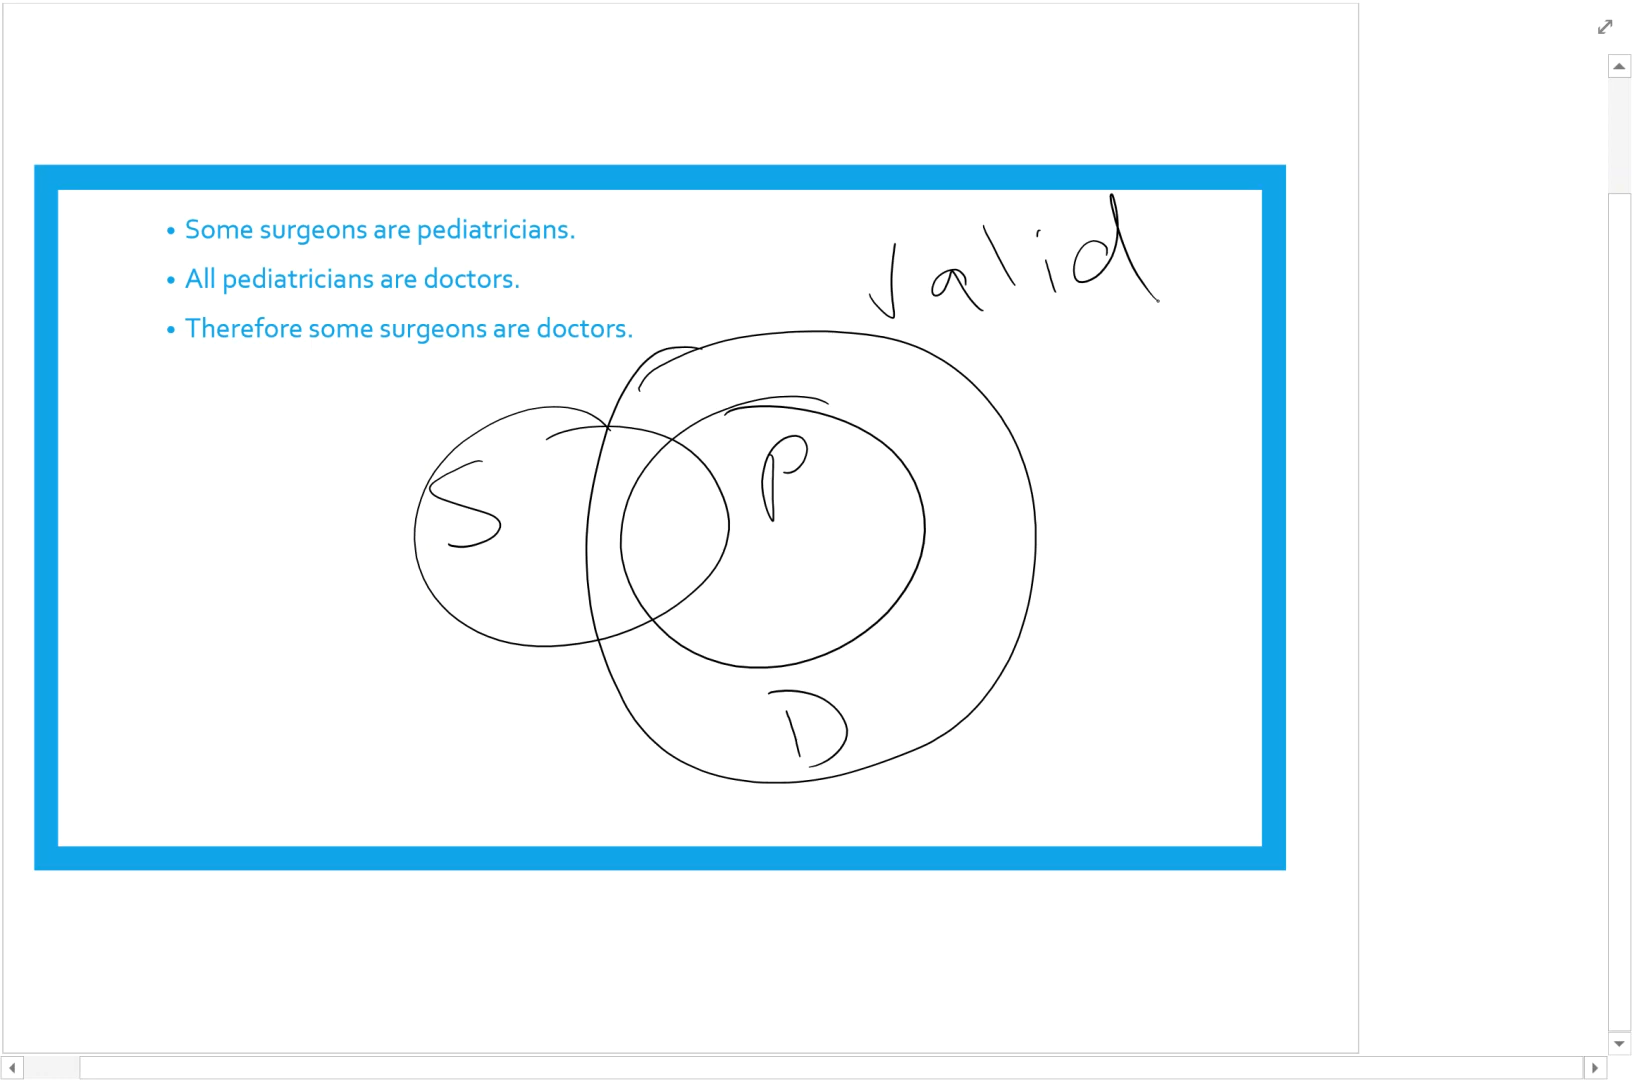 • Some surgeons are pediatricians.
• All pediatricians are doctors.
• Therefore some surgeons are doctors.
valid
S
P
D